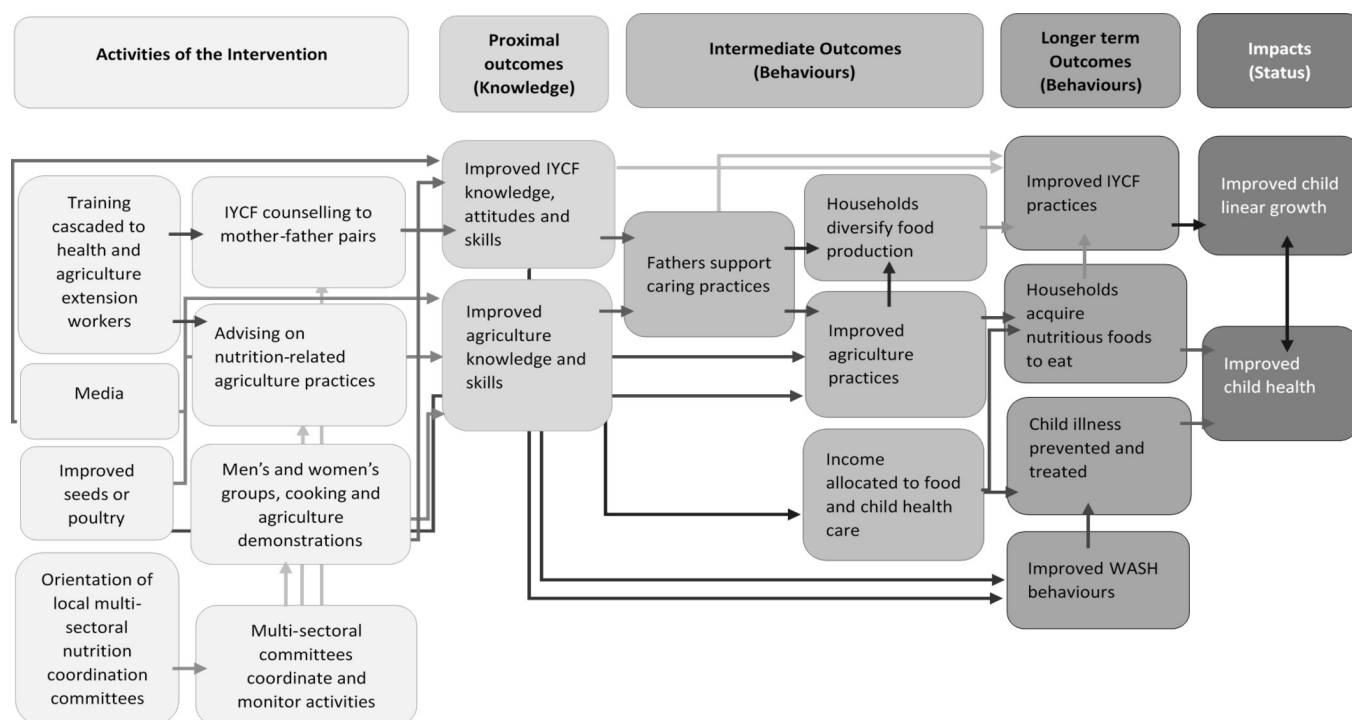 Activities of the Intervention
Proximal
outcomes
(Knowledge)
Intermediate Outcomes
(Behaviours)
Longer term
Outcomes
(Behaviours)
Impacts
(Status)
Training
cascaded to
health and
agriculture
extension
workers
Media
Improved
seeds or
poultry
Orientation of
local multi-
sectoral
nutrition
coordination
committees
IYCF counselling to
mother-father pairs
Advising on
nutrition-related
agriculture practices
Men’s and women’s
groups, cooking and
agriculture
demonstrations
Multi-sectoral
committees
coordinate and
monitor activities
Improved IYCF
knowledge,
attitudes and
skills
Improved
agriculture
knowledge and
skills
Fathers support
caring practices
Households
diversify food
production
Improved
agriculture
practices
Income
allocated to food
and child health
care
Improved IYCF
practices
Households
acquire
nutritious foods
to eat
Child illness
prevented and
treated
Improved WASH
behaviours
Improved child
linear growth
Improved
child health